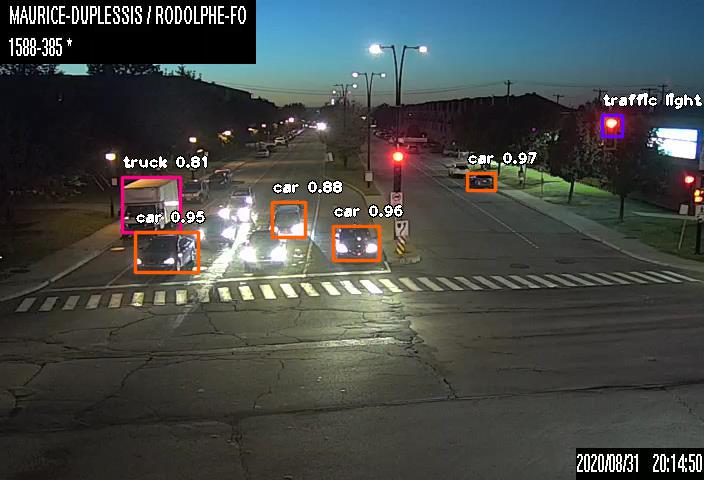 MAURICE-DUPLESSIS / RODOLPHE-FO
1588-385 *
traffic light
car 0.97
truck 0.81
car 0.88
car 0.96
car 0.95
2020/08/31 20:14:50